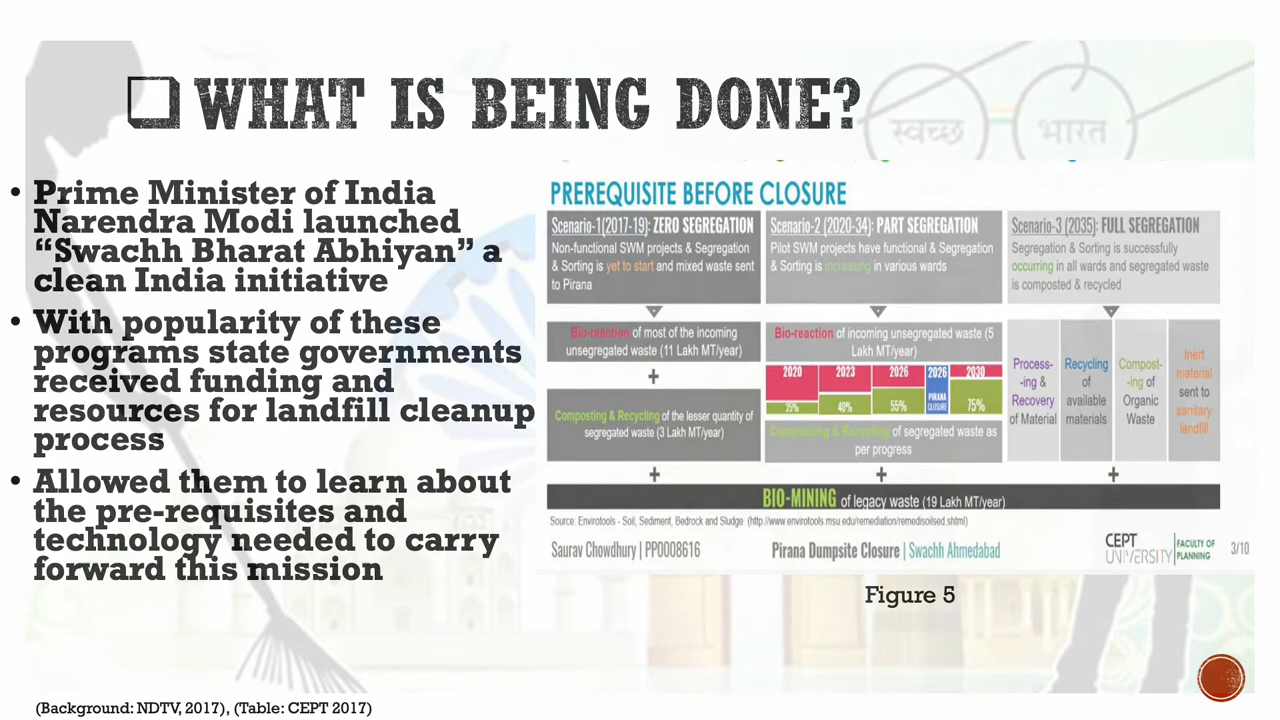 ❑ WHAT IS BEING DONE?
स्वच्छ
भारत
• Prime Minister of India
Narendra Modi launched
“Swachh Bharat Abhiyan” a
clean India initiative
• With popularity of these
programs state governments
received funding and
resources for landfill cleanup
process
• Allowed them to learn about
the pre-requisites and
technology needed to carry
forward this mission
PREREQUISITE BEFORE CLOSURE
Scenario-1(2017-19): ZERO SEGREGATION
Non-functional SWM projects & Segregation
& Sorting is yet to start and mixed waste sent
to Pirana
Scenario-2 (2020-34): PART SEGREGATION
Pilot SWM projects have functional & Segregation
& Sorting is increasing in various wards
Scenario-3 (2035): FULL SEGREGATION
Segregation & Sorting is successfully
occurring in all wards and segregated waste
is composted & recycled
Bio-reaction of most of the incoming
unsegregated waste (11 Lakh MT/year)
+
Composting & Recycling of the lesser quantity of
segregated waste (3 Lakh MT/year)
+
Bio-reaction of incoming unsegregated waste (5
Lakh MT/year)
2020 2023 2026 2026 2030
25% 40% 55% PIRANA CLOSURE 75%
Composting & Recycling of segregated waste as
per progress
+
Process-
-ing &
Recovery
of Material
Recycling
of
available
materials
Compost-
-ing of
Organic
Waste
Inert
material
sent to
sanitary
landfill
+
BIO-MINING of legacy waste (19 Lakh MT/year)
Source: Envirotools - Soil, Sediment, Bedrock and Sludge (http://www.envirotools.msu.edu/remediation/remedisoilsed.shtml)
Saurav Chowdhury | PP0008616
Pirana Dumpsite Closure | Swachh Ahmedabad
CEPT
UNIVERSITY
FACULTY OF
PLANNING
3/10
Figure 5
(Background: NDTV, 2017), (Table: CEPT 2017)